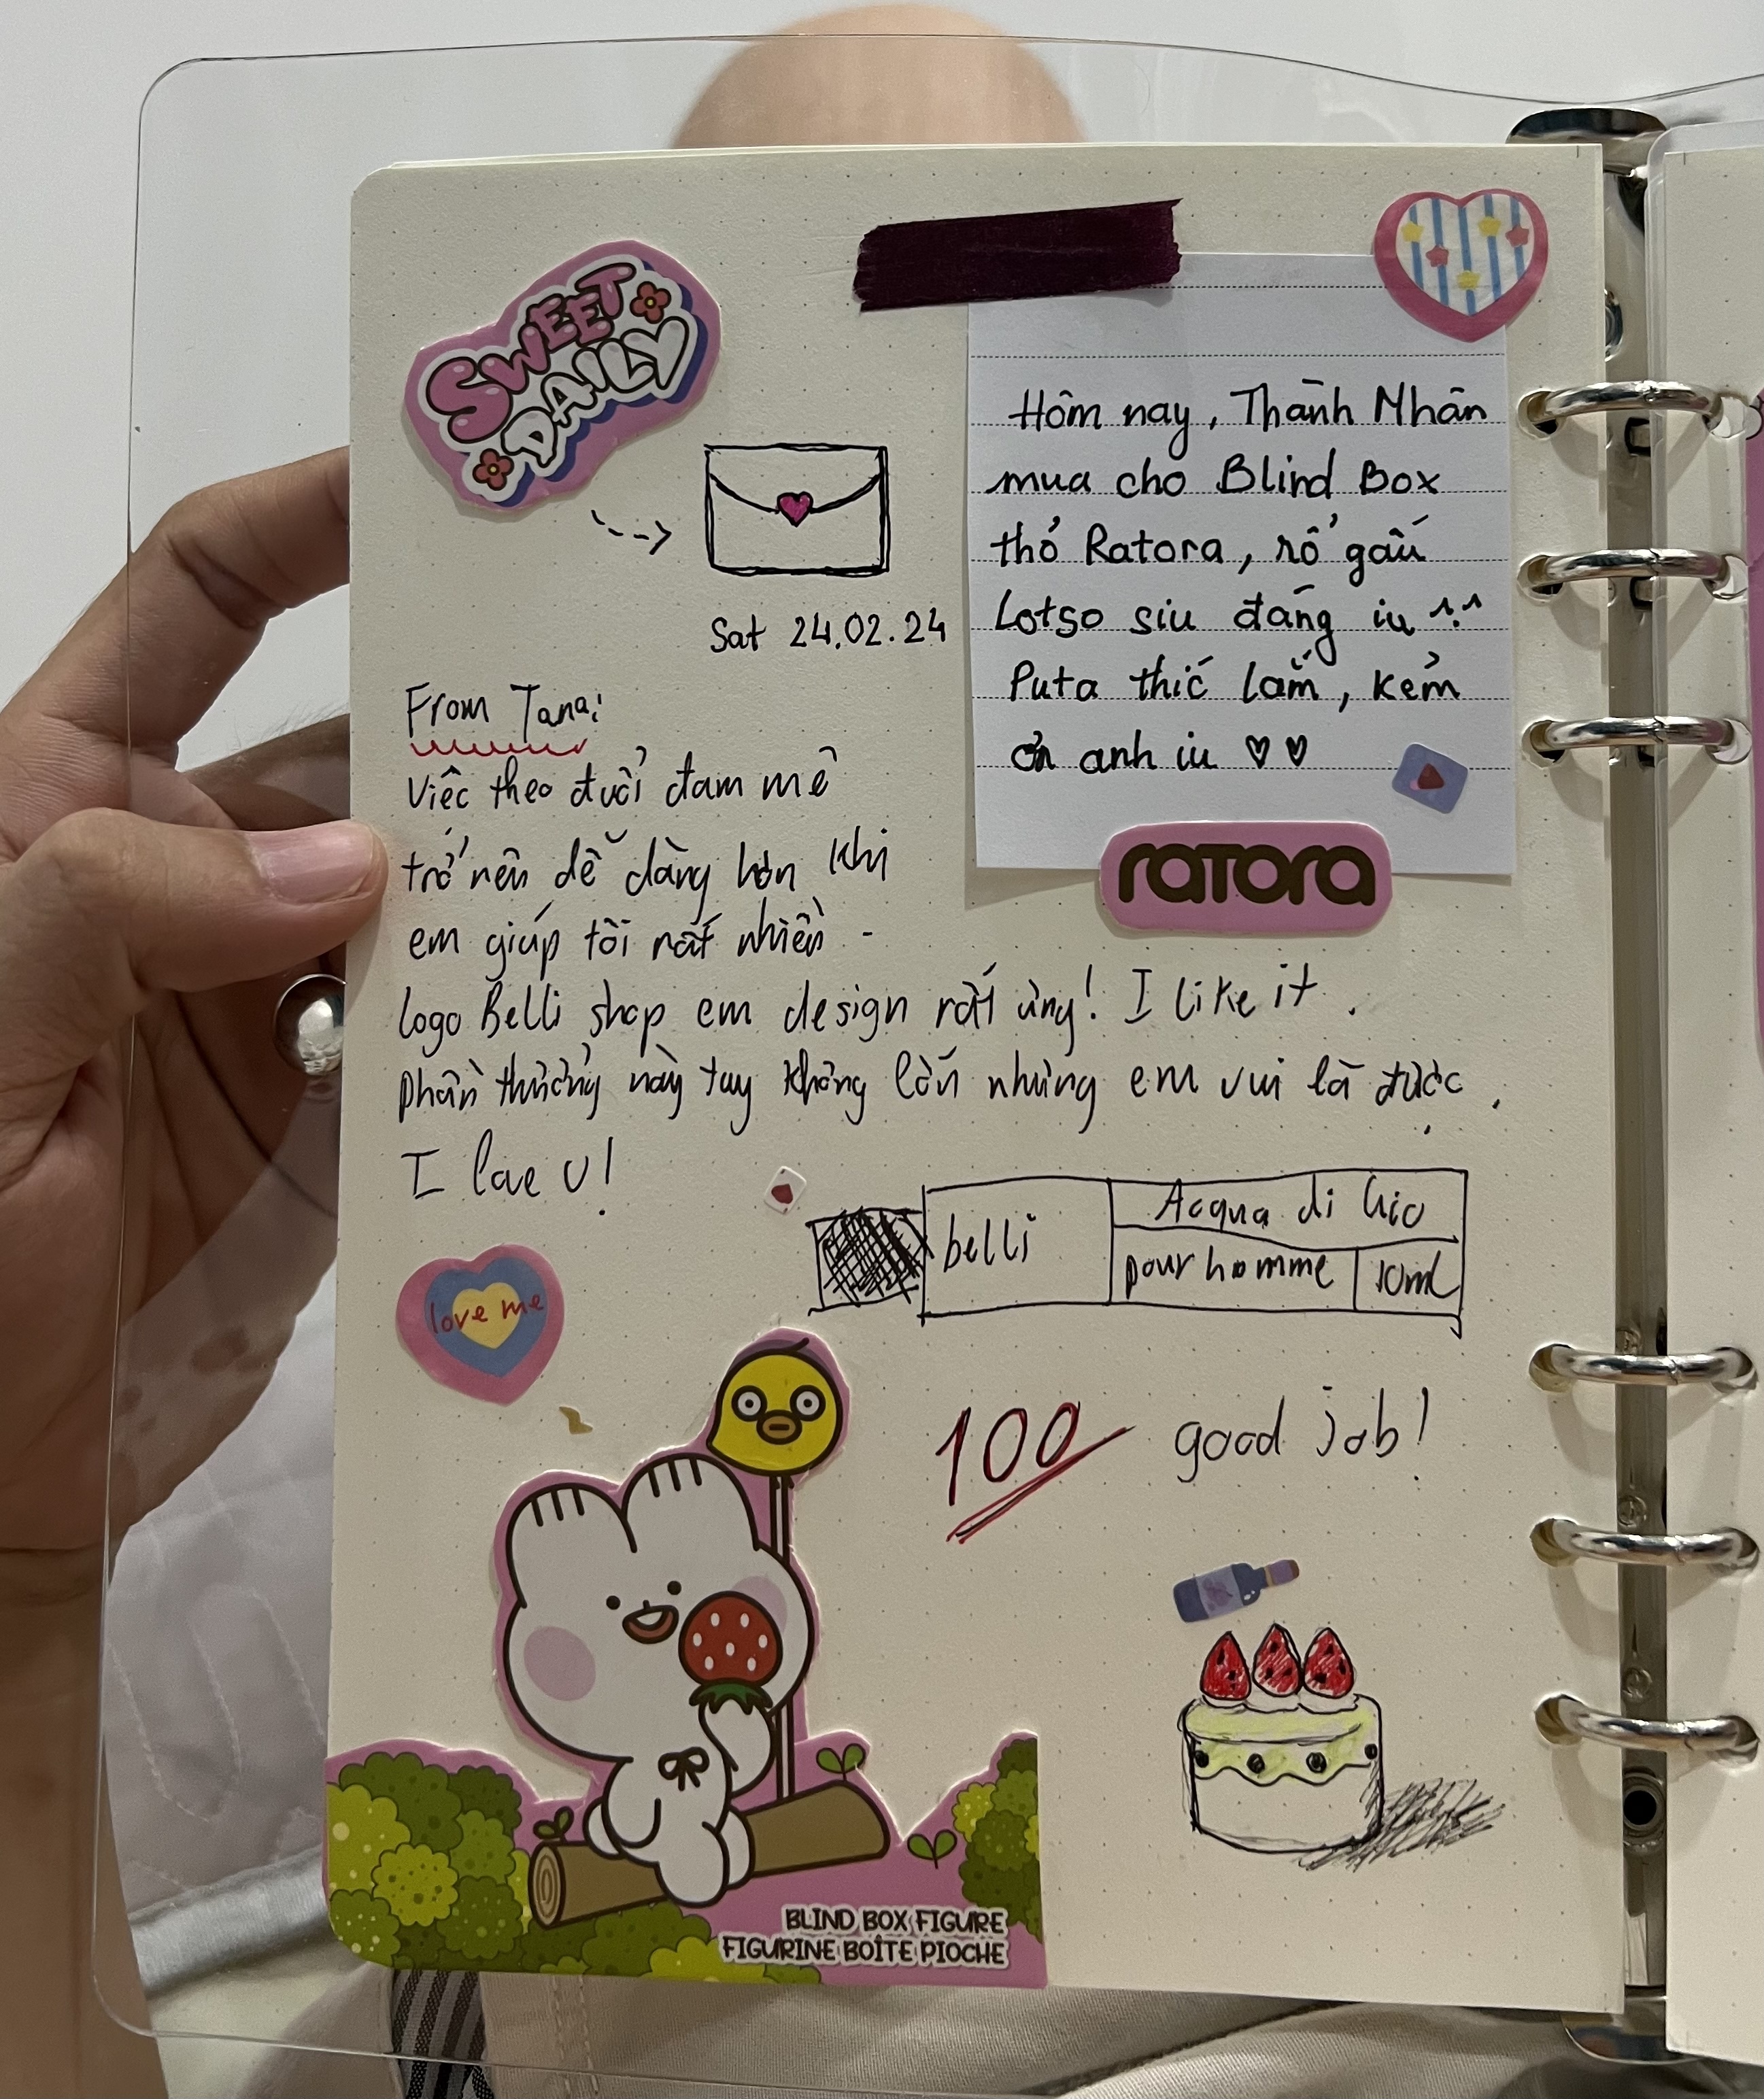 SWEET
DAILY
Hôm nay, Thành Nhân
mua cho Blind Box
thỏ Ratora, rổ gấu
Lotso siu đáng iu ^.^
Puta thíc lắm, kẻm
ơn anh iu ♡♡
ratora
Sat 24.02.24
From Tana:
Việc theo đuổi đam mê
trở nên dễ dàng hơn khi
em giúp tôi rất nhiều -
logo Belli shop em design rất ưng! I like it.
phần thưởng này tuy không lớn nhưng em vui là được.
I love U!
belli
Acqua di Gio
pour homme
10ml
love me
100 good job!
BLIND BOX FIGURE
FIGURINE BOÎTE PIOCHE